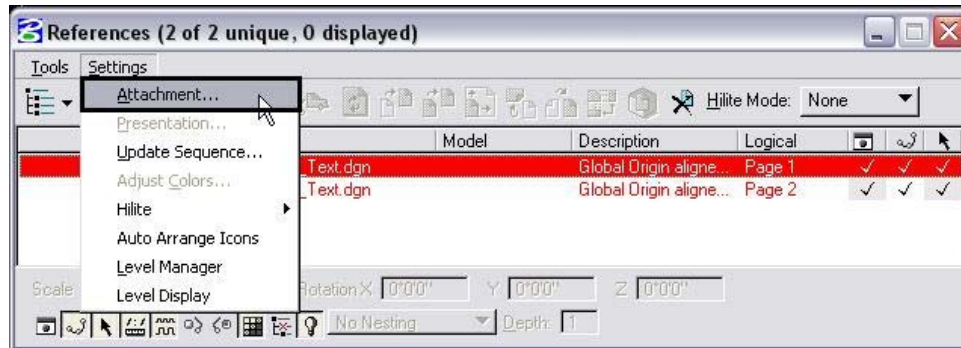 References (2 of 2 unique, 0 displayed)
Tools Settings
Attachment...
Hilite Mode: None
Presentation...
Model Description Logical
Update Sequence...
_Text.dgn Global Origin aligne... Page 1
Adjust Colors...
_Text.dgn Global Origin aligne... Page 2
Hilite
Auto Arrange Icons
Level Manager
Scale Rotation X 0°0'0" Y 0°0'0" Z 0°0'0"
Level Display
No Nesting Depth: 1